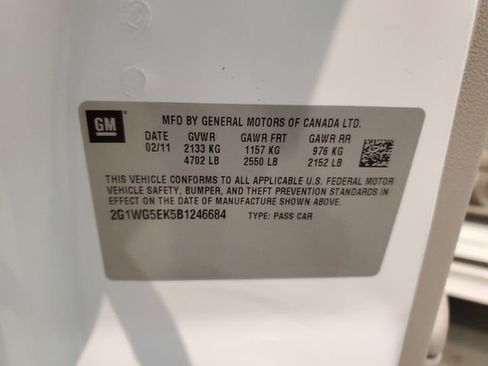 GM
MFD BY GENERAL MOTORS OF CANADA LTD.
DATE GVWR GAWR FRT GAWR RR
02/11 2133 KG 1157 KG 976 KG
4702 LB 2550 LB 2152 LB
THIS VEHICLE CONFORMS TO ALL APPLICABLE U.S. FEDERAL MOTOR
VEHICLE SAFETY, BUMPER, AND THEFT PREVENTION STANDARDS IN
EFFECT ON THE DATE OF MANUFACTURE SHOWN ABOVE.
2G1WG5EK5B1246684 TYPE: PASS CAR